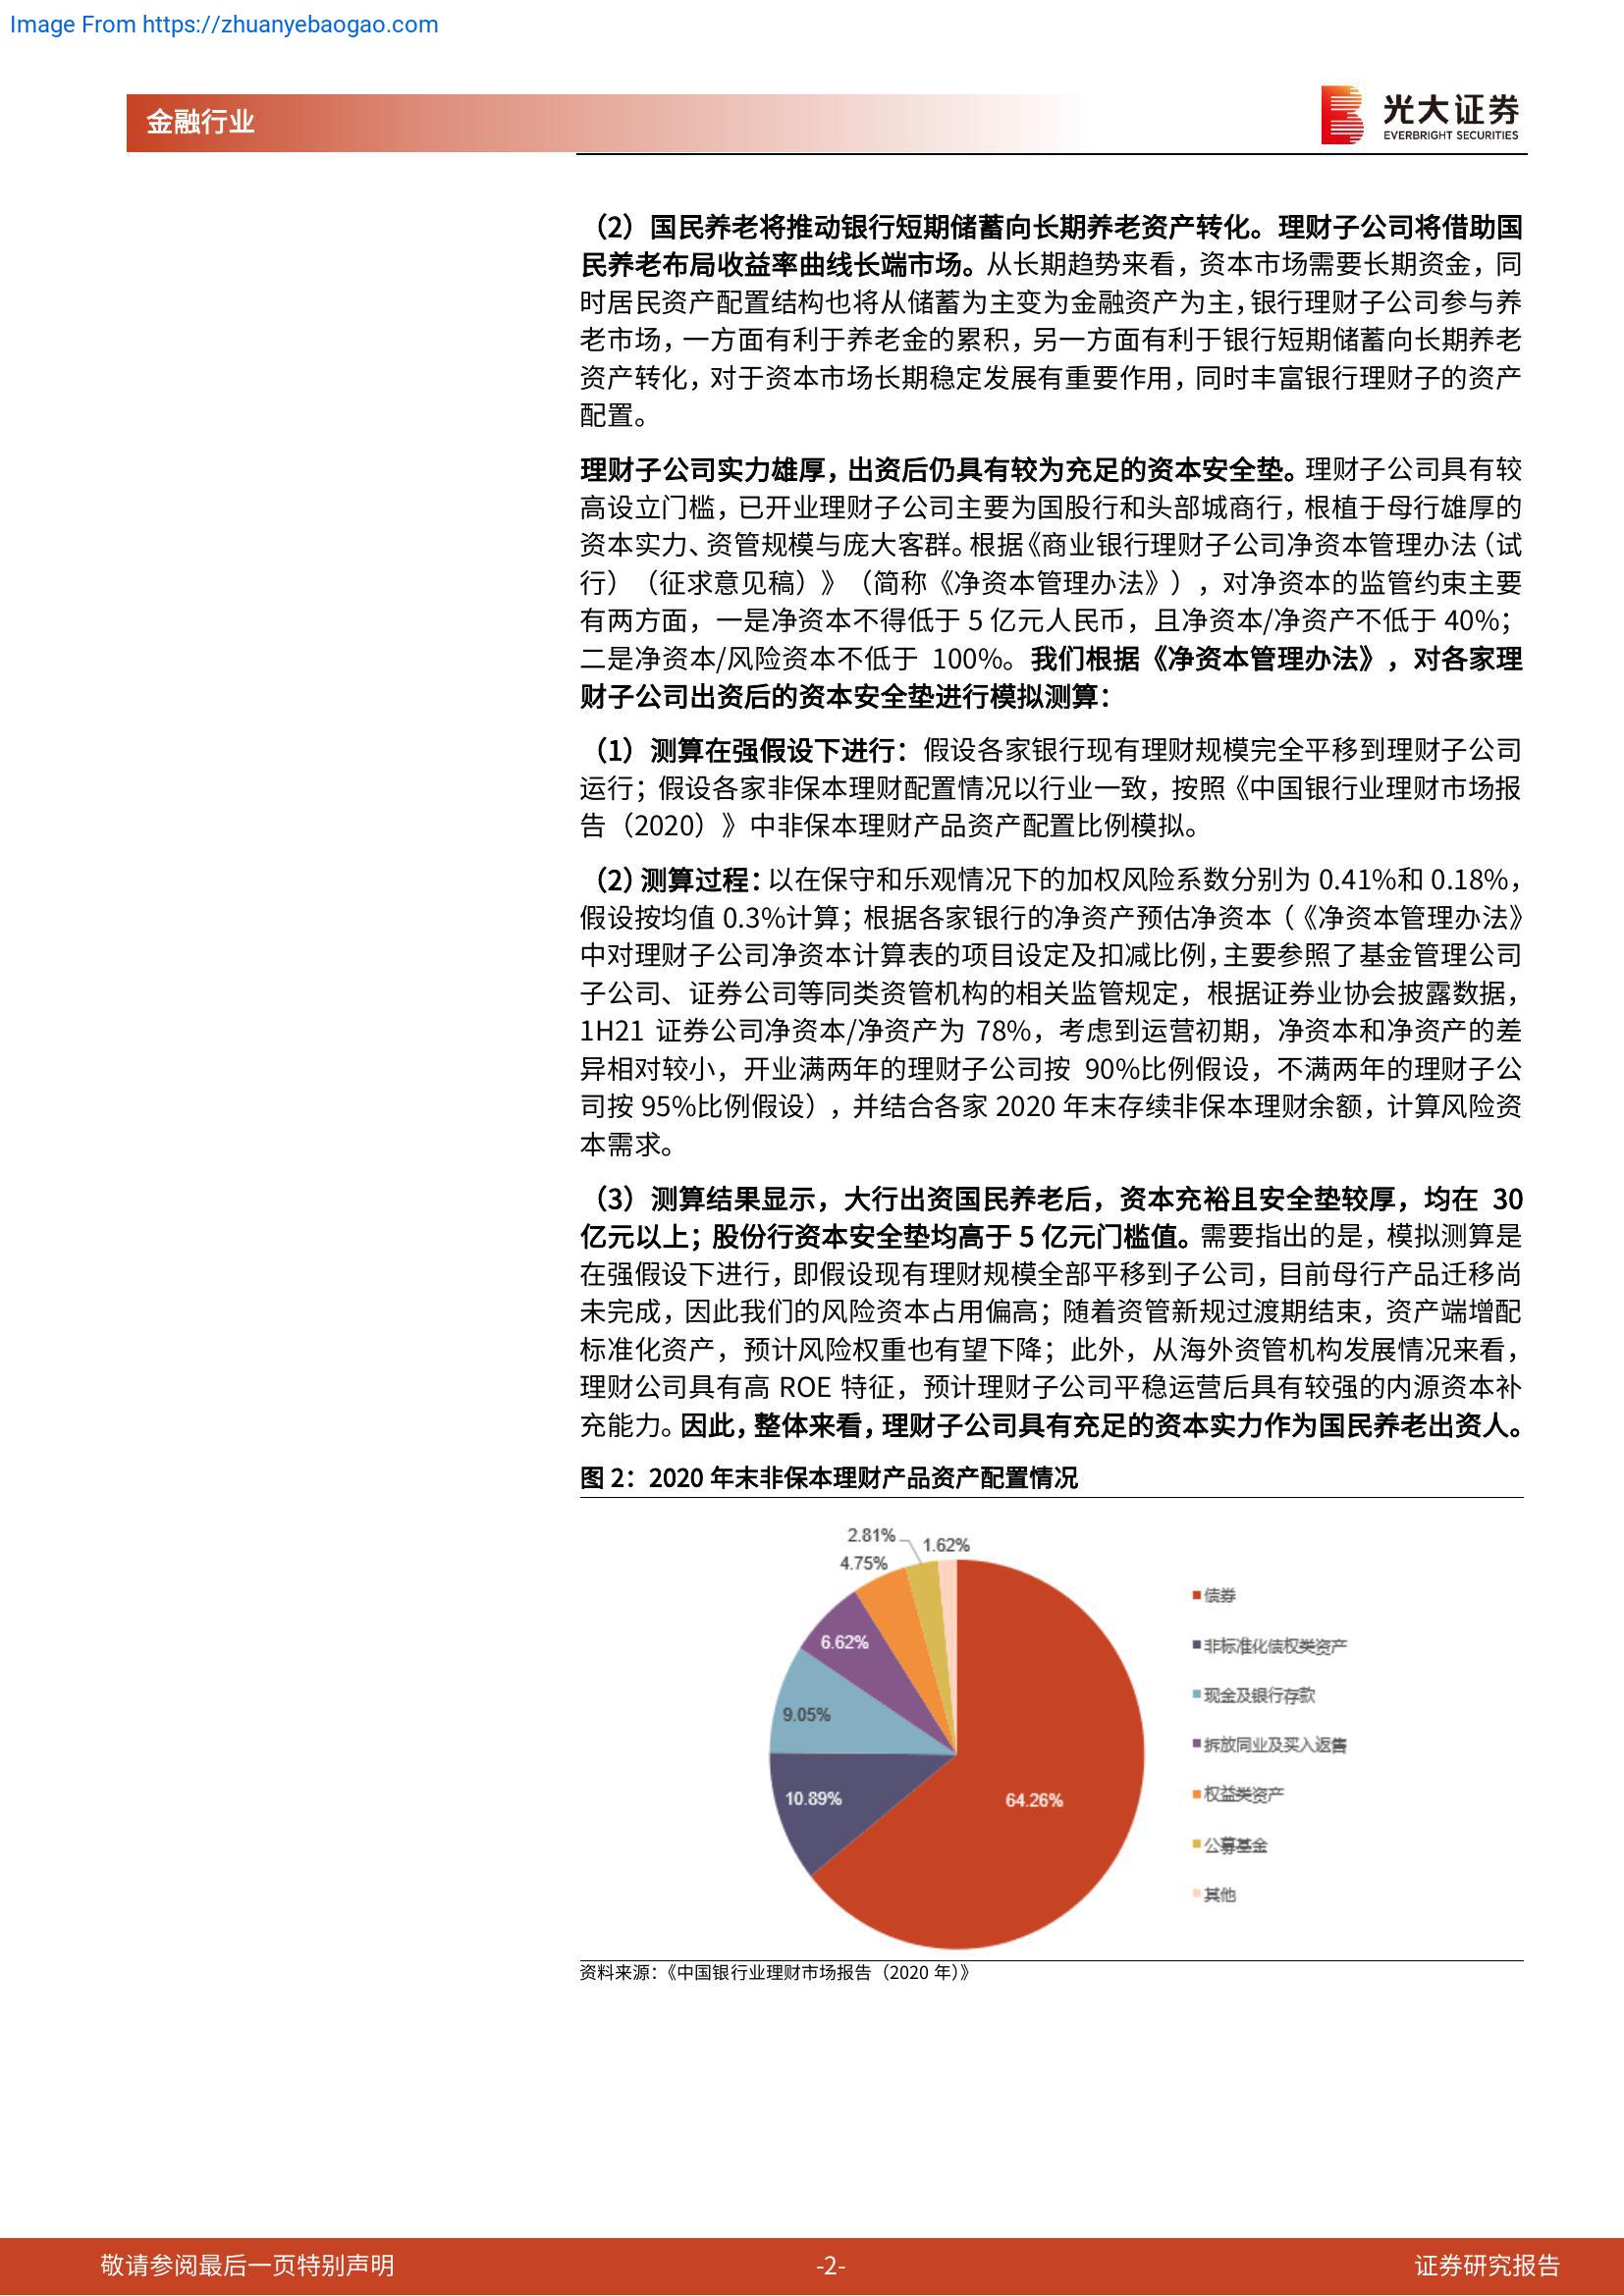 Image From https://zhuanyebaogao.com
金融行业
光大证券
EVERBRIGHT SECURITIES
（2）国民养老将推动银行短期储蓄向长期养老资产转化。理财子公司将借助国
民养老布局收益率曲线长端市场。从长期趋势来看，资本市场需要长期资金，同
时居民资产配置结构也将从储蓄为主变为金融资产为主，银行理财子公司参与养
老市场，一方面有利于养老金的累积，另一方面有利于银行短期储蓄向长期养老
资产转化，对于资本市场长期稳定发展有重要作用，同时丰富银行理财子的资产
配置。
理财子公司实力雄厚，出资后仍具有较为充足的资本安全垫。理财子公司具有较
高设立门槛，已开业理财子公司主要为国股行和头部城商行，根植于母行雄厚的
资本实力、资管规模与庞大客群。根据《商业银行理财子公司净资本管理办法（试
行）（征求意见稿）》（简称《净资本管理办法》），对净资本的监管约束主要
有两方面，一是净资本不得低于 5 亿元人民币，且净资本/净资产不低于 40%；
二是净资本/风险资本不低于 100%。我们根据《净资本管理办法》，对各家理
财子公司出资后的资本安全垫进行模拟测算：
（1）测算在强假设下进行：假设各家银行现有理财规模完全平移到理财子公司
运行；假设各家非保本理财配置情况以行业一致，按照《中国银行业理财市场报
告（2020）》中非保本理财产品资产配置比例模拟。
（2）测算过程：以在保守和乐观情况下的加权风险系数分别为 0.41%和 0.18%，
假设按均值 0.3%计算；根据各家银行的净资产预估净资本（《净资本管理办法》
中对理财子公司净资本计算表的项目设定及扣减比例，主要参照了基金管理公司
子公司、证券公司等同类资管机构的相关监管规定，根据证券业协会披露数据，
1H21 证券公司净资本/净资产为 78%，考虑到运营初期，净资本和净资产的差
异相对较小，开业满两年的理财子公司按 90%比例假设，不满两年的理财子公
司按 95%比例假设），并结合各家 2020 年末存续非保本理财余额，计算风险资
本需求。
（3）测算结果显示，大行出资国民养老后，资本充裕且安全垫较厚，均在 30
亿元以上；股份行资本安全垫均高于 5 亿元门槛值。需要指出的是，模拟测算是
在强假设下进行，即假设现有理财规模全部平移到子公司，目前母行产品迁移尚
未完成，因此我们的风险资本占用偏高；随着资管新规过渡期结束，资产端增配
标准化资产，预计风险权重也有望下降；此外，从海外资管机构发展情况来看，
理财公司具有高 ROE 特征，预计理财子公司平稳运营后具有较强的内源资本补
充能力。因此，整体来看，理财子公司具有充足的资本实力作为国民养老出资人。
图 2：2020 年末非保本理财产品资产配置情况
2.81%
1.62%
4.75%
6.62%
9.05%
10.89%
64.26%
债券
非标准化债权类资产
现金及银行存款
拆放同业及买入返售
权益类资产
公募基金
其他
资料来源：《中国银行业理财市场报告（2020 年）》
敬请参阅最后一页特别声明
-2-
证券研究报告